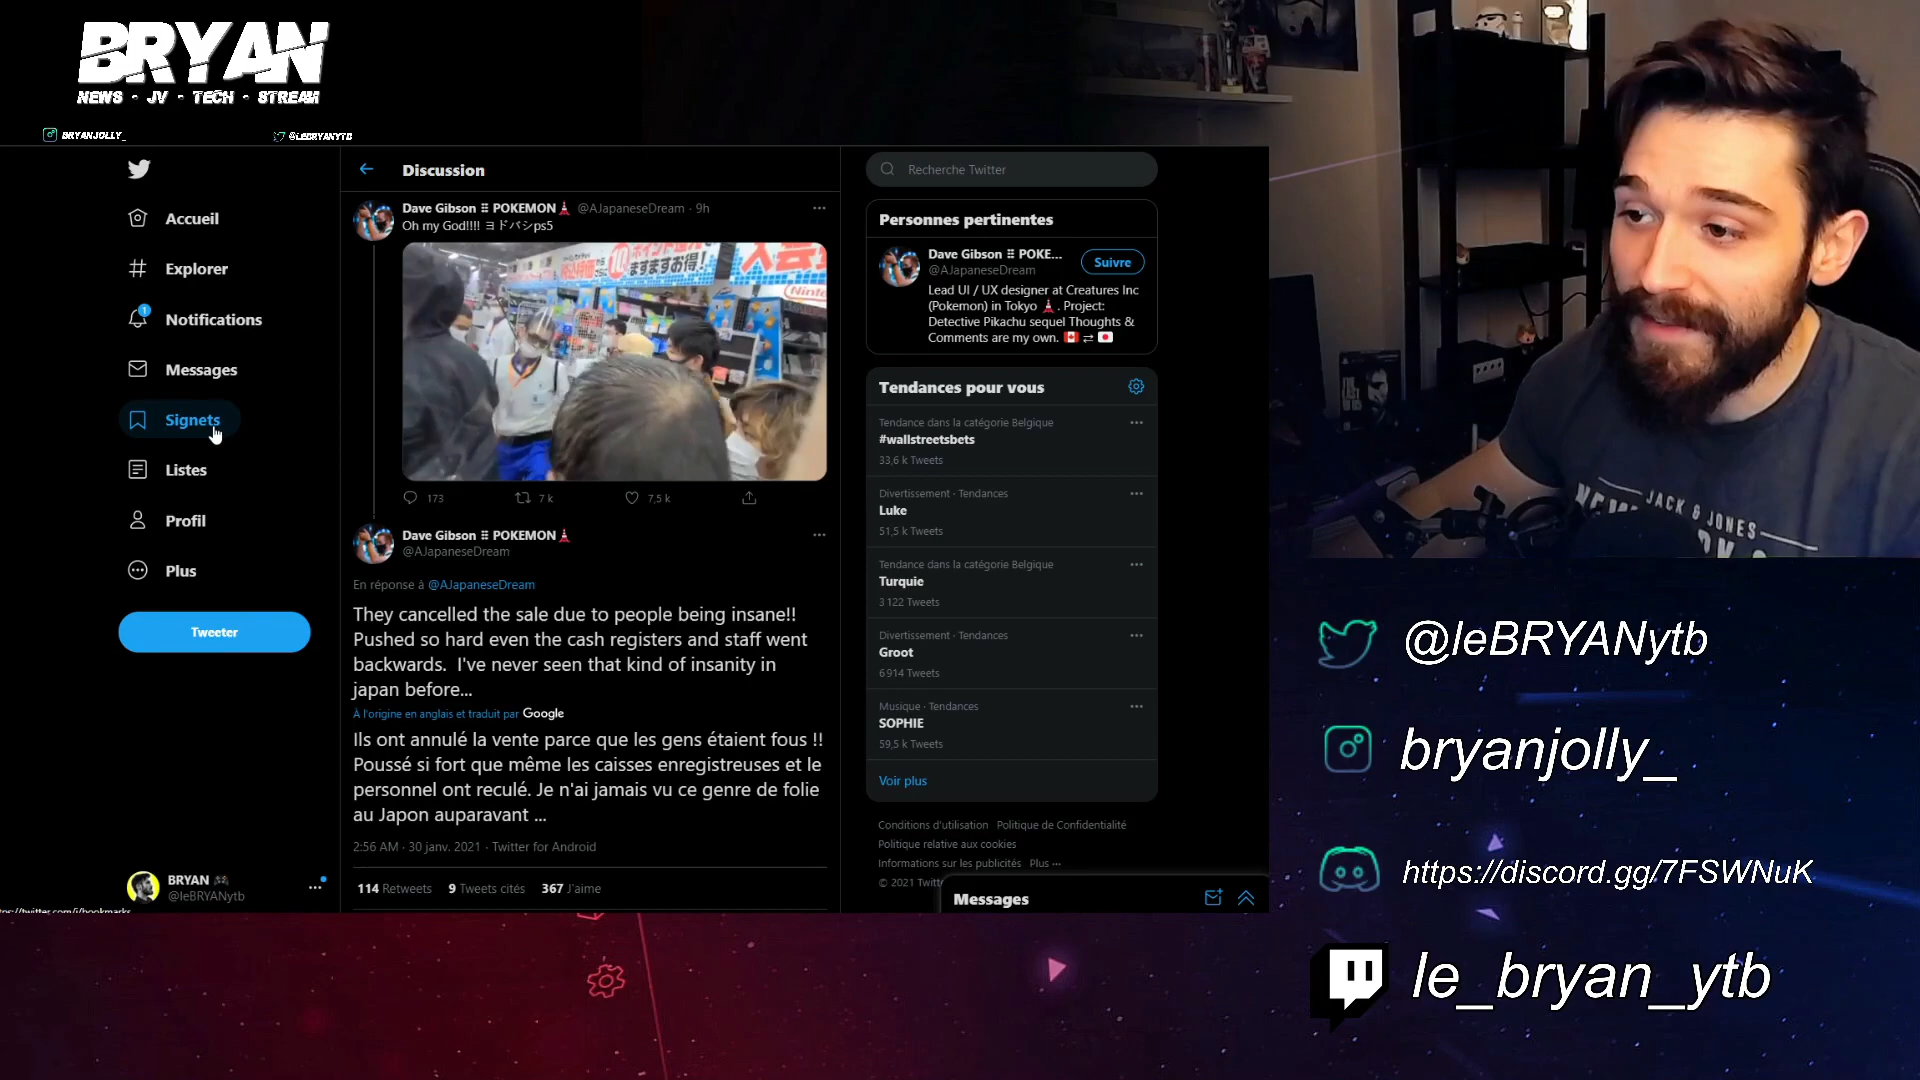 BRYAN
NEWS - JV - TECH - STREAM
BRYANJOLLY_
@LEBRYANYTB
Accueil
Explorer
1
Notifications
Messages
Signets
Listes
Profil
Plus
Tweeter
BRYAN
@leBRYANytb
Discussion
Dave Gibson ⠿ POKEMON🗼 @AJapaneseDream · 9h
Oh my God!!!! ヨドバシps5
ますますお得!
173
7 k
7,5 k
Dave Gibson ⠿ POKEMON🗼
@AJapaneseDream
En réponse à @AJapaneseDream
They cancelled the sale due to people being insane!!
Pushed so hard even the cash registers and staff went
backwards. I've never seen that kind of insanity in
japan before...
À l'origine en anglais et traduit par Google
Ils ont annulé la vente parce que les gens étaient fous !!
Poussé si fort que même les caisses enregistreuses et le
personnel ont reculé. Je n'ai jamais vu ce genre de folie
au Japon auparavant ...
2:56 AM · 30 janv. 2021 · Twitter for Android
114 Retweets 9 Tweets cités 367 J'aime
Recherche Twitter
Personnes pertinentes
Dave Gibson ⠿ POKE...
@AJapaneseDream
Suivre
Lead UI / UX designer at Creatures Inc
(Pokemon) in Tokyo 🗼. Project:
Detective Pikachu sequel Thoughts &
Comments are my own. 🇨🇦 ⇄ 🇯🇵
Tendances pour vous
Tendance dans la catégorie Belgique
#wallstreetsbets
33,6 k Tweets
Divertissement · Tendances
Luke
51,5 k Tweets
Tendance dans la catégorie Belgique
Turquie
3 122 Tweets
Divertissement · Tendances
Groot
6 914 Tweets
Musique · Tendances
SOPHIE
59,5 k Tweets
Voir plus
Conditions d'utilisation Politique de Confidentialité
Politique relative aux cookies
Informations sur les publicités Plus ···
© 2021
Messages
JACK & JONES
@leBRYANytb
bryanjolly_
https://discord.gg/7FSWNuK
le_bryan_ytb